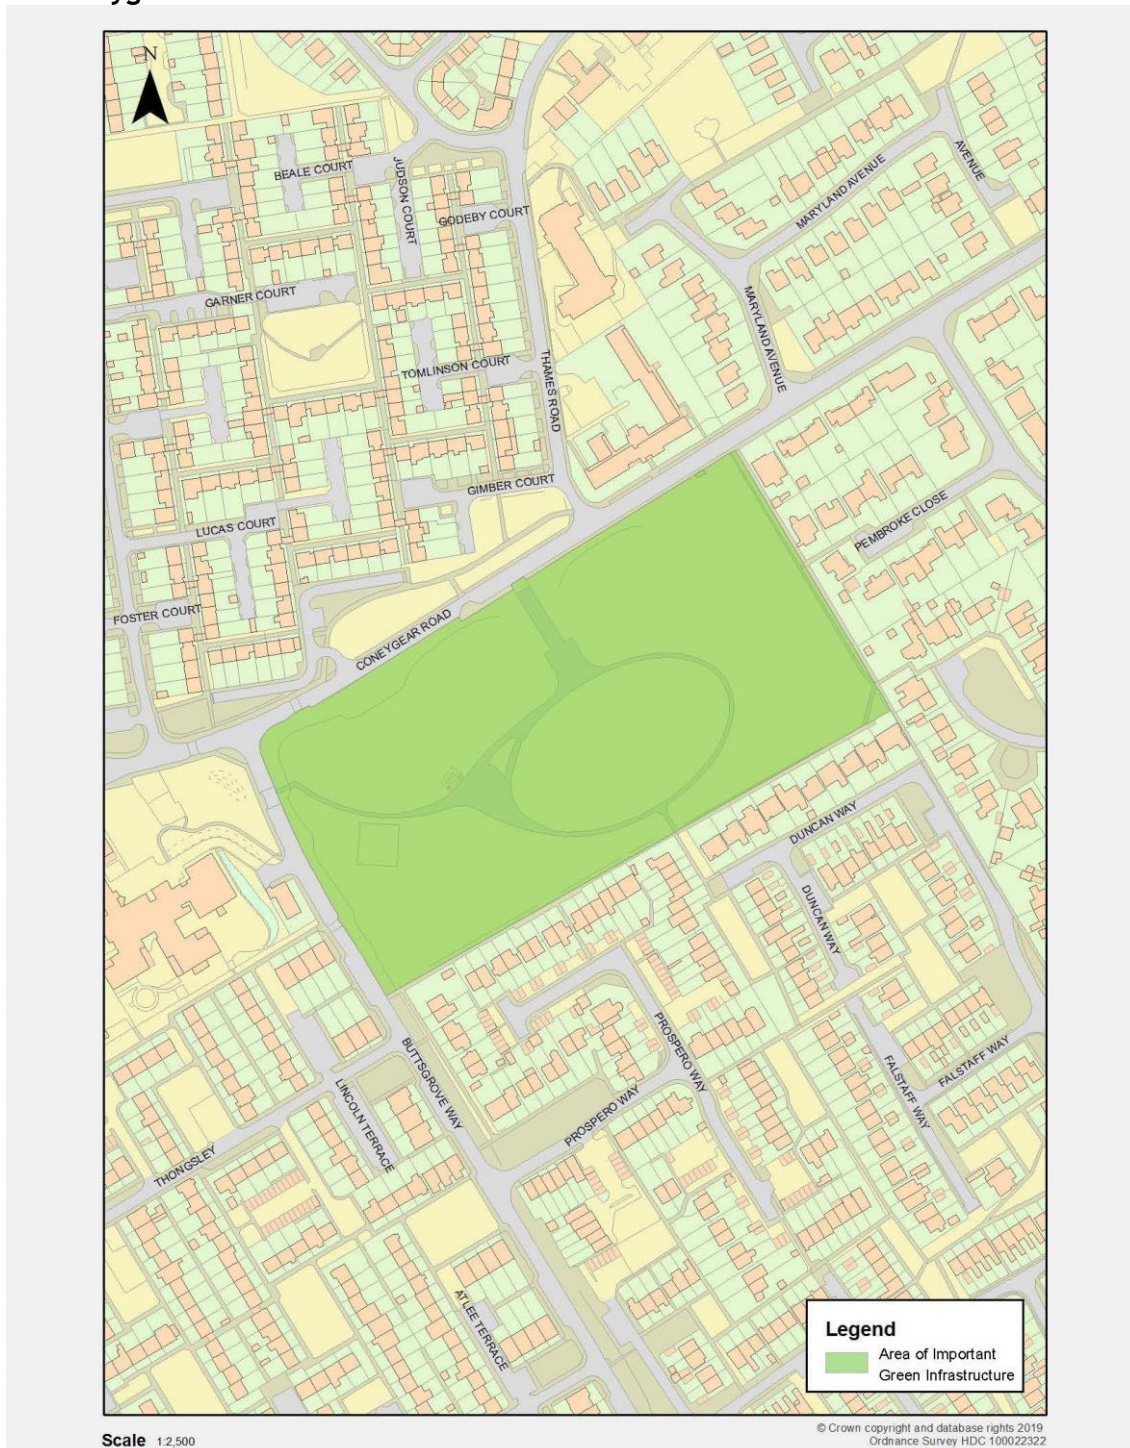 N
BEALE COURT
JUDSON COURT
GODEBY COURT
MARYLAND AVENUE
AVENUE
GARNER COURT
MARYLAND AVENUE
TOMLINSON COURT
THAMES ROAD
GIMBER COURT
LUCAS COURT
PEMBROKE CLOSE
FOSTER COURT
CONEYGEAR ROAD
DUNCAN WAY
DUNCAN WAY
PROSPERO WAY
BUTTSGROVE WAY
FALSTAFF WAY
FALSTAFF WAY
LINCOLN TERRACE
PROSPERO WAY
THONGSLEY
ATLEE TERRACE
Legend
Area of Important
Green Infrastructure
Scale 1:2,500
© Crown copyright and database rights 2019
Ordnance Survey HDC 100022322